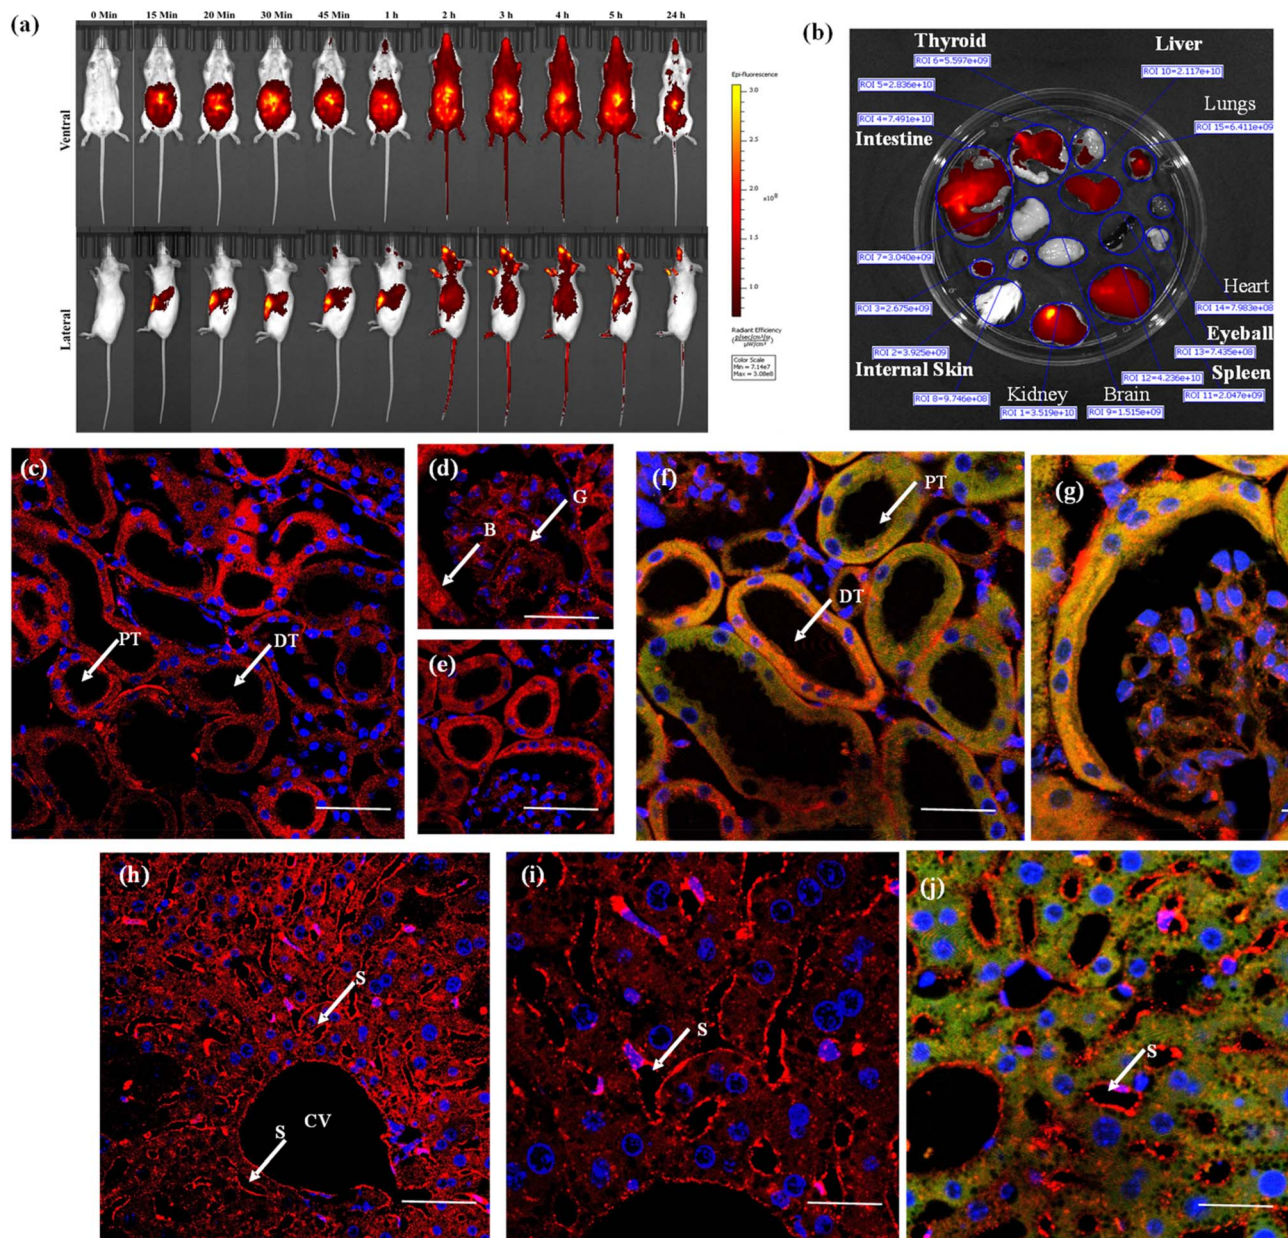 (a)
0 Min 15 Min 20 Min 30 Min 45 Min 1 h 2 h 3 h 4 h 5 h 24 h
Ventral
Lateral
Epi-fluorescence
3.0
2.5
2.0
x10⁸
1.5
1.0
Radiant Efficiency
(p/sec/cm²/sr / µW/cm²)
Color Scale
Min = 7.14e7
Max = 3.08e8
(b)
Thyroid
ROI 6=5.597e+09
Liver
ROI 10=2.117e+10
ROI 5=2.836e+10
Lungs
ROI 15=6.411e+09
ROI 4=7.491e+10
Intestine
ROI 7=3.040e+09
Heart
ROI 14=7.983e+08
ROI 3=2.675e+09
Eyeball
ROI 13=7.435e+08
ROI 2=3.925e+09
Internal Skin
ROI 8=9.746e+08
Kidney
ROI 1=3.519e+10
Brain
ROI 9=1.515e+09
ROI 12=4.236e+10
Spleen
ROI 11=2.047e+09
(c)
PT
DT
(d)
G
B
(e)
(f)
PT
DT
(g)
(h)
S
CV
S
(i)
S
(j)
S